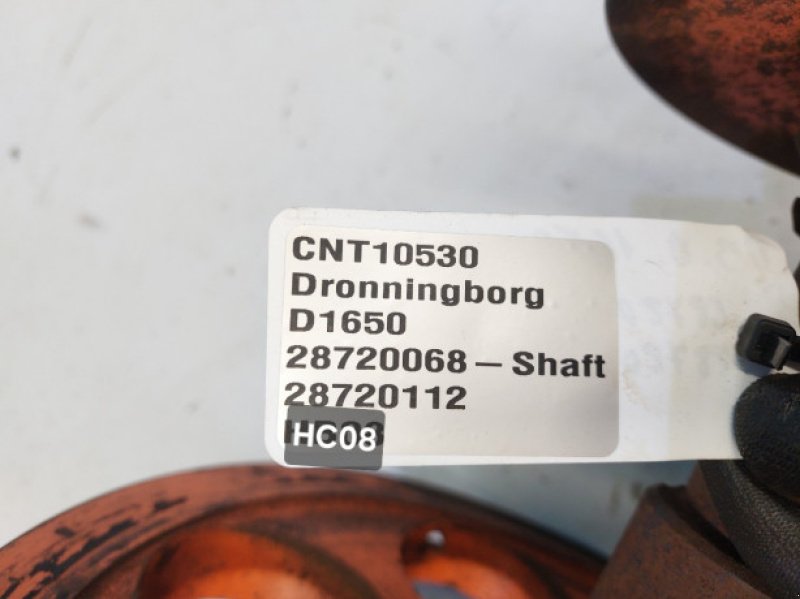 CNT10530
Dronningborg
D1650
28720068 — Shaft
28720112
HC08